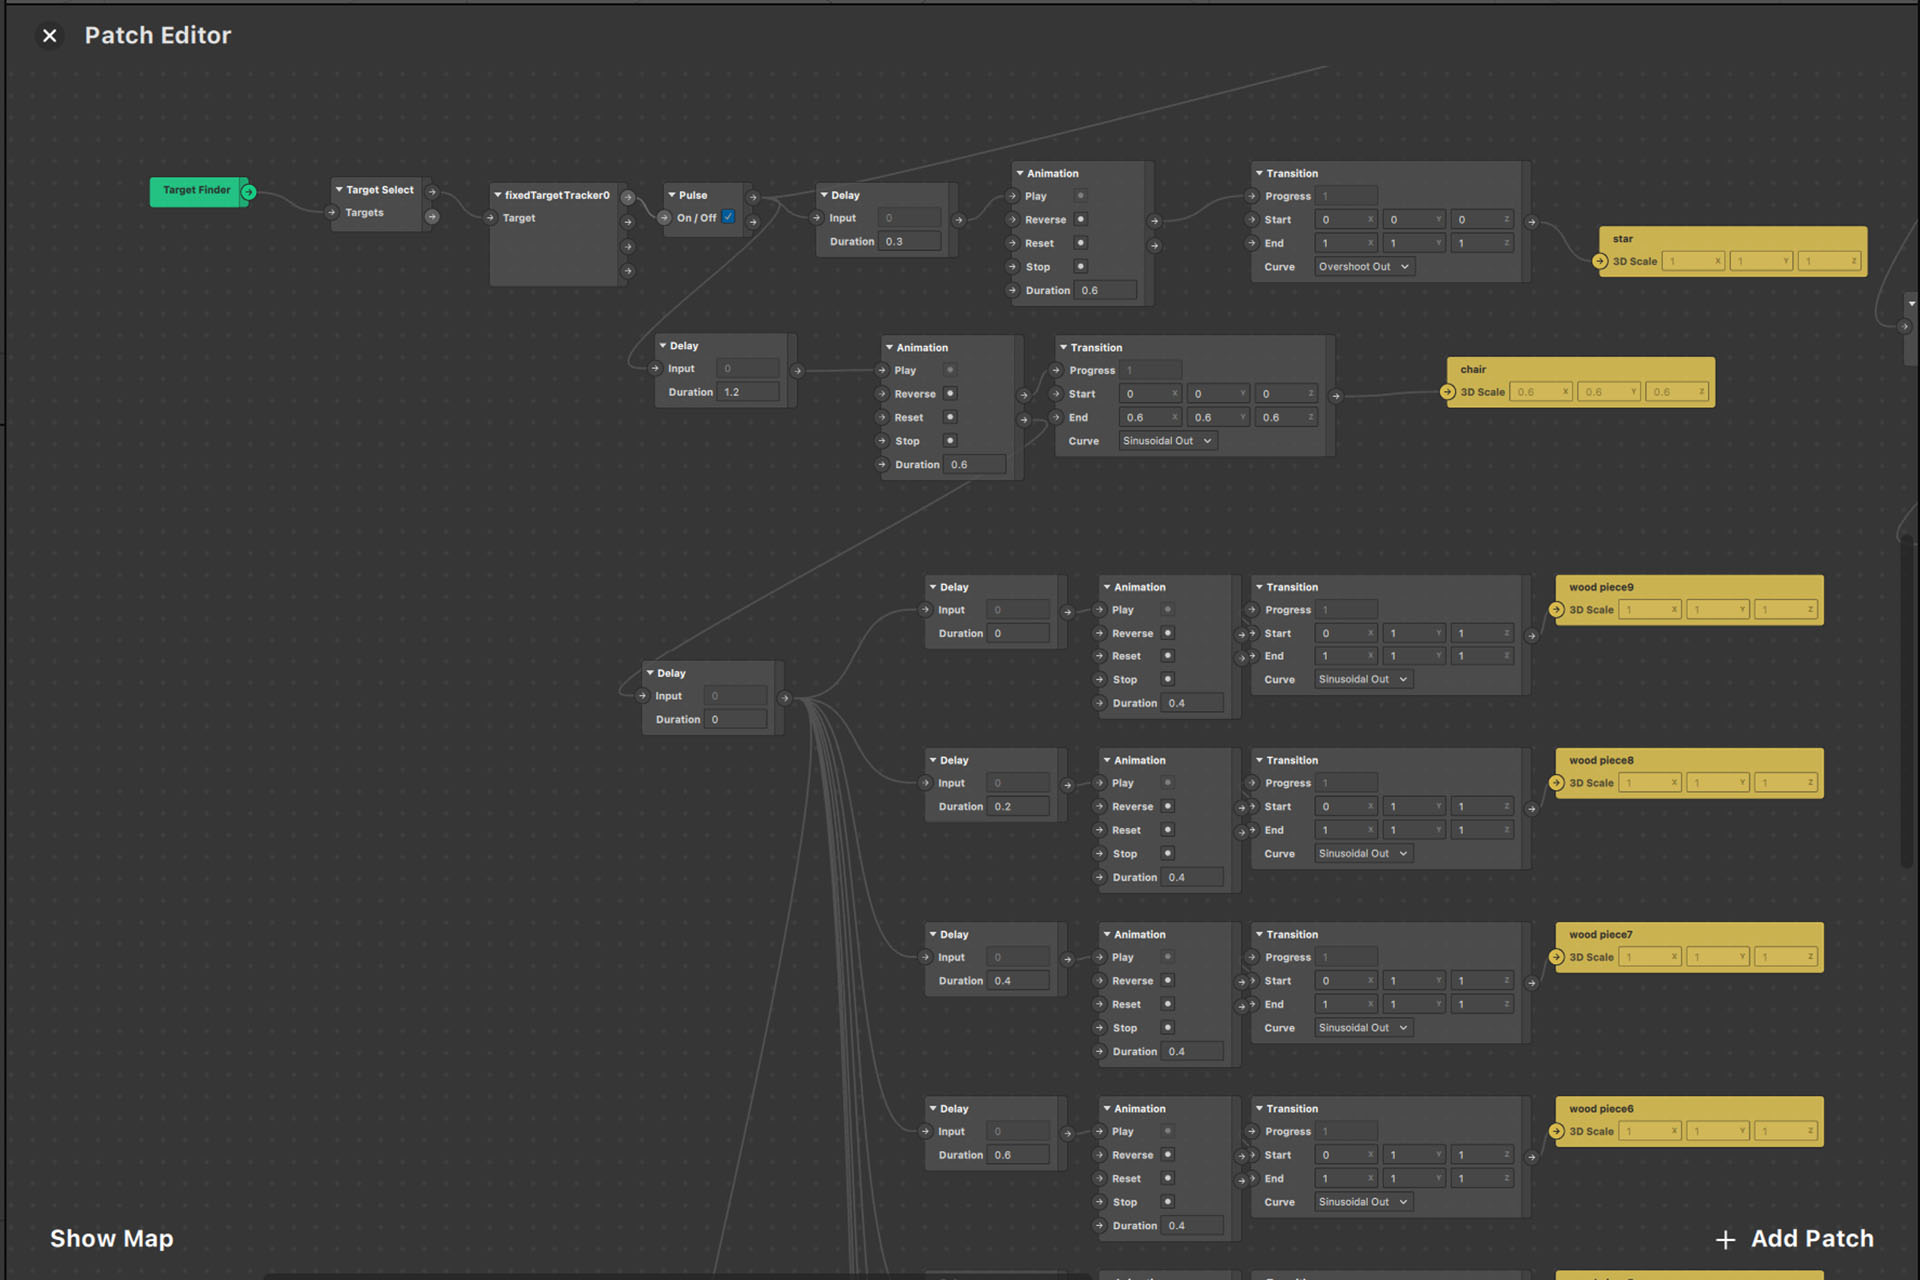 Patch Editor
Target Finder
Target Select
Targets
fixedTargetTracker0
Target
Pulse
On / Off
Delay
Input 0
Duration 0.3
Animation
Play
Reverse
Reset
Stop
Duration 0.6
Transition
Progress 1
Start 0 X 0 Y 0 Z
End 1 X 1 Y 1 Z
Curve Overshoot Out
star
3D Scale 1 X 1 Y 1 Z
Delay
Input 0
Duration 1.2
Animation
Play
Reverse
Reset
Stop
Duration 0.6
Transition
Progress 1
Start 0 X 0 Y 0 Z
End 0.6 X 0.6 Y 0.6 Z
Curve Sinusoidal Out
chair
3D Scale 0.6 X 0.6 Y 0.6 Z
Delay
Input 0
Duration 0
Delay
Input 0
Duration 0
Animation
Play
Reverse
Reset
Stop
Duration 0.4
Transition
Progress 1
Start 0 X 1 Y 1 Z
End 1 X 1 Y 1 Z
Curve Sinusoidal Out
wood piece9
3D Scale 1 X 1 Y 1 Z
Delay
Input 0
Duration 0.2
Animation
Play
Reverse
Reset
Stop
Duration 0.4
Transition
Progress 1
Start 0 X 1 Y 1 Z
End 1 X 1 Y 1 Z
Curve Sinusoidal Out
wood piece8
3D Scale 1 X 1 Y 1 Z
Delay
Input 0
Duration 0.4
Animation
Play
Reverse
Reset
Stop
Duration 0.4
Transition
Progress 1
Start 0 X 1 Y 1 Z
End 1 X 1 Y 1 Z
Curve Sinusoidal Out
wood piece7
3D Scale 1 X 1 Y 1 Z
Delay
Input 0
Duration 0.6
Animation
Play
Reverse
Reset
Stop
Duration 0.4
Transition
Progress 1
Start 0 X 1 Y 1 Z
End 1 X 1 Y 1 Z
Curve Sinusoidal Out
wood piece6
3D Scale 1 X 1 Y 1 Z
Show Map
+ Add Patch